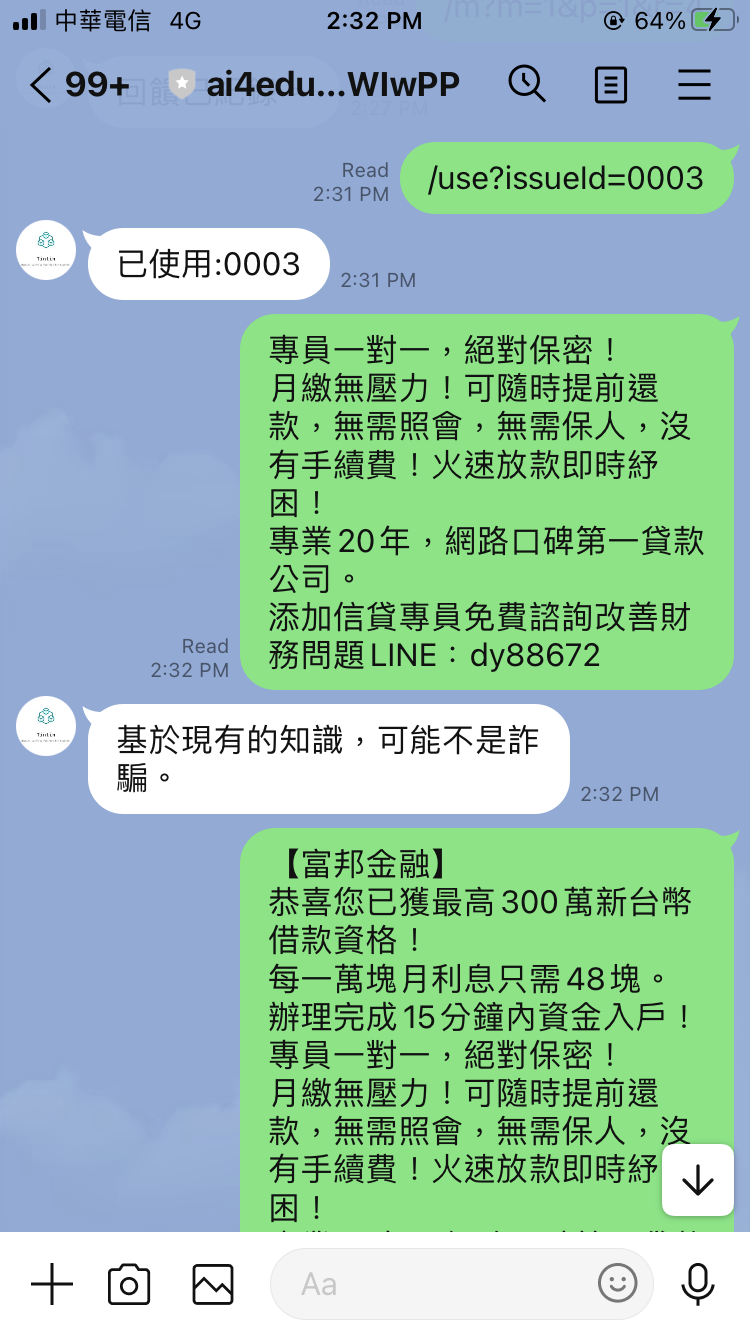 中華電信 4G 2:32 PM 64%
99+ ai4edu...WIwPP
回饋已紀錄
2:27 PM
Read
2:31 PM
/use?issueId=0003
已使用:0003
2:31 PM
專員一對一，絕對保密！
月繳無壓力！可隨時提前還
款，無需照會，無需保人，沒
有手續費！火速放款即時紓
困！
專業20年，網路口碑第一貸款
公司。
添加信貸專員免費諮詢改善財
務問題LINE：dy88672
Read
2:32 PM
基於現有的知識，可能不是詐
騙。
2:32 PM
【富邦金融】
恭喜您已獲最高300萬新台幣
借款資格！
每一萬塊月利息只需48塊。
辦理完成15分鐘內資金入戶！
專員一對一，絕對保密！
月繳無壓力！可隨時提前還
款，無需照會，無需保人，沒
有手續費！火速放款即時紓
困！
Aa